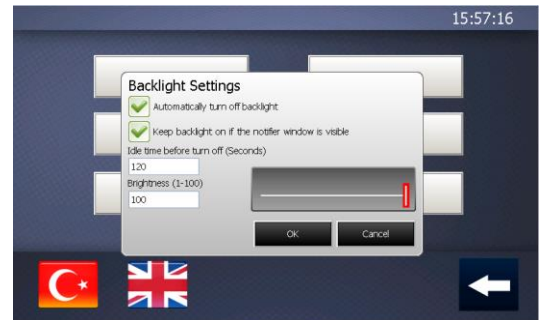 15:57:16
Backlight Settings
Automatically turn off backlight
Keep backlight on if the notifier window is visible
Idle time before turn off (Seconds)
120
Brightness (1-100)
100
OK
Cancel